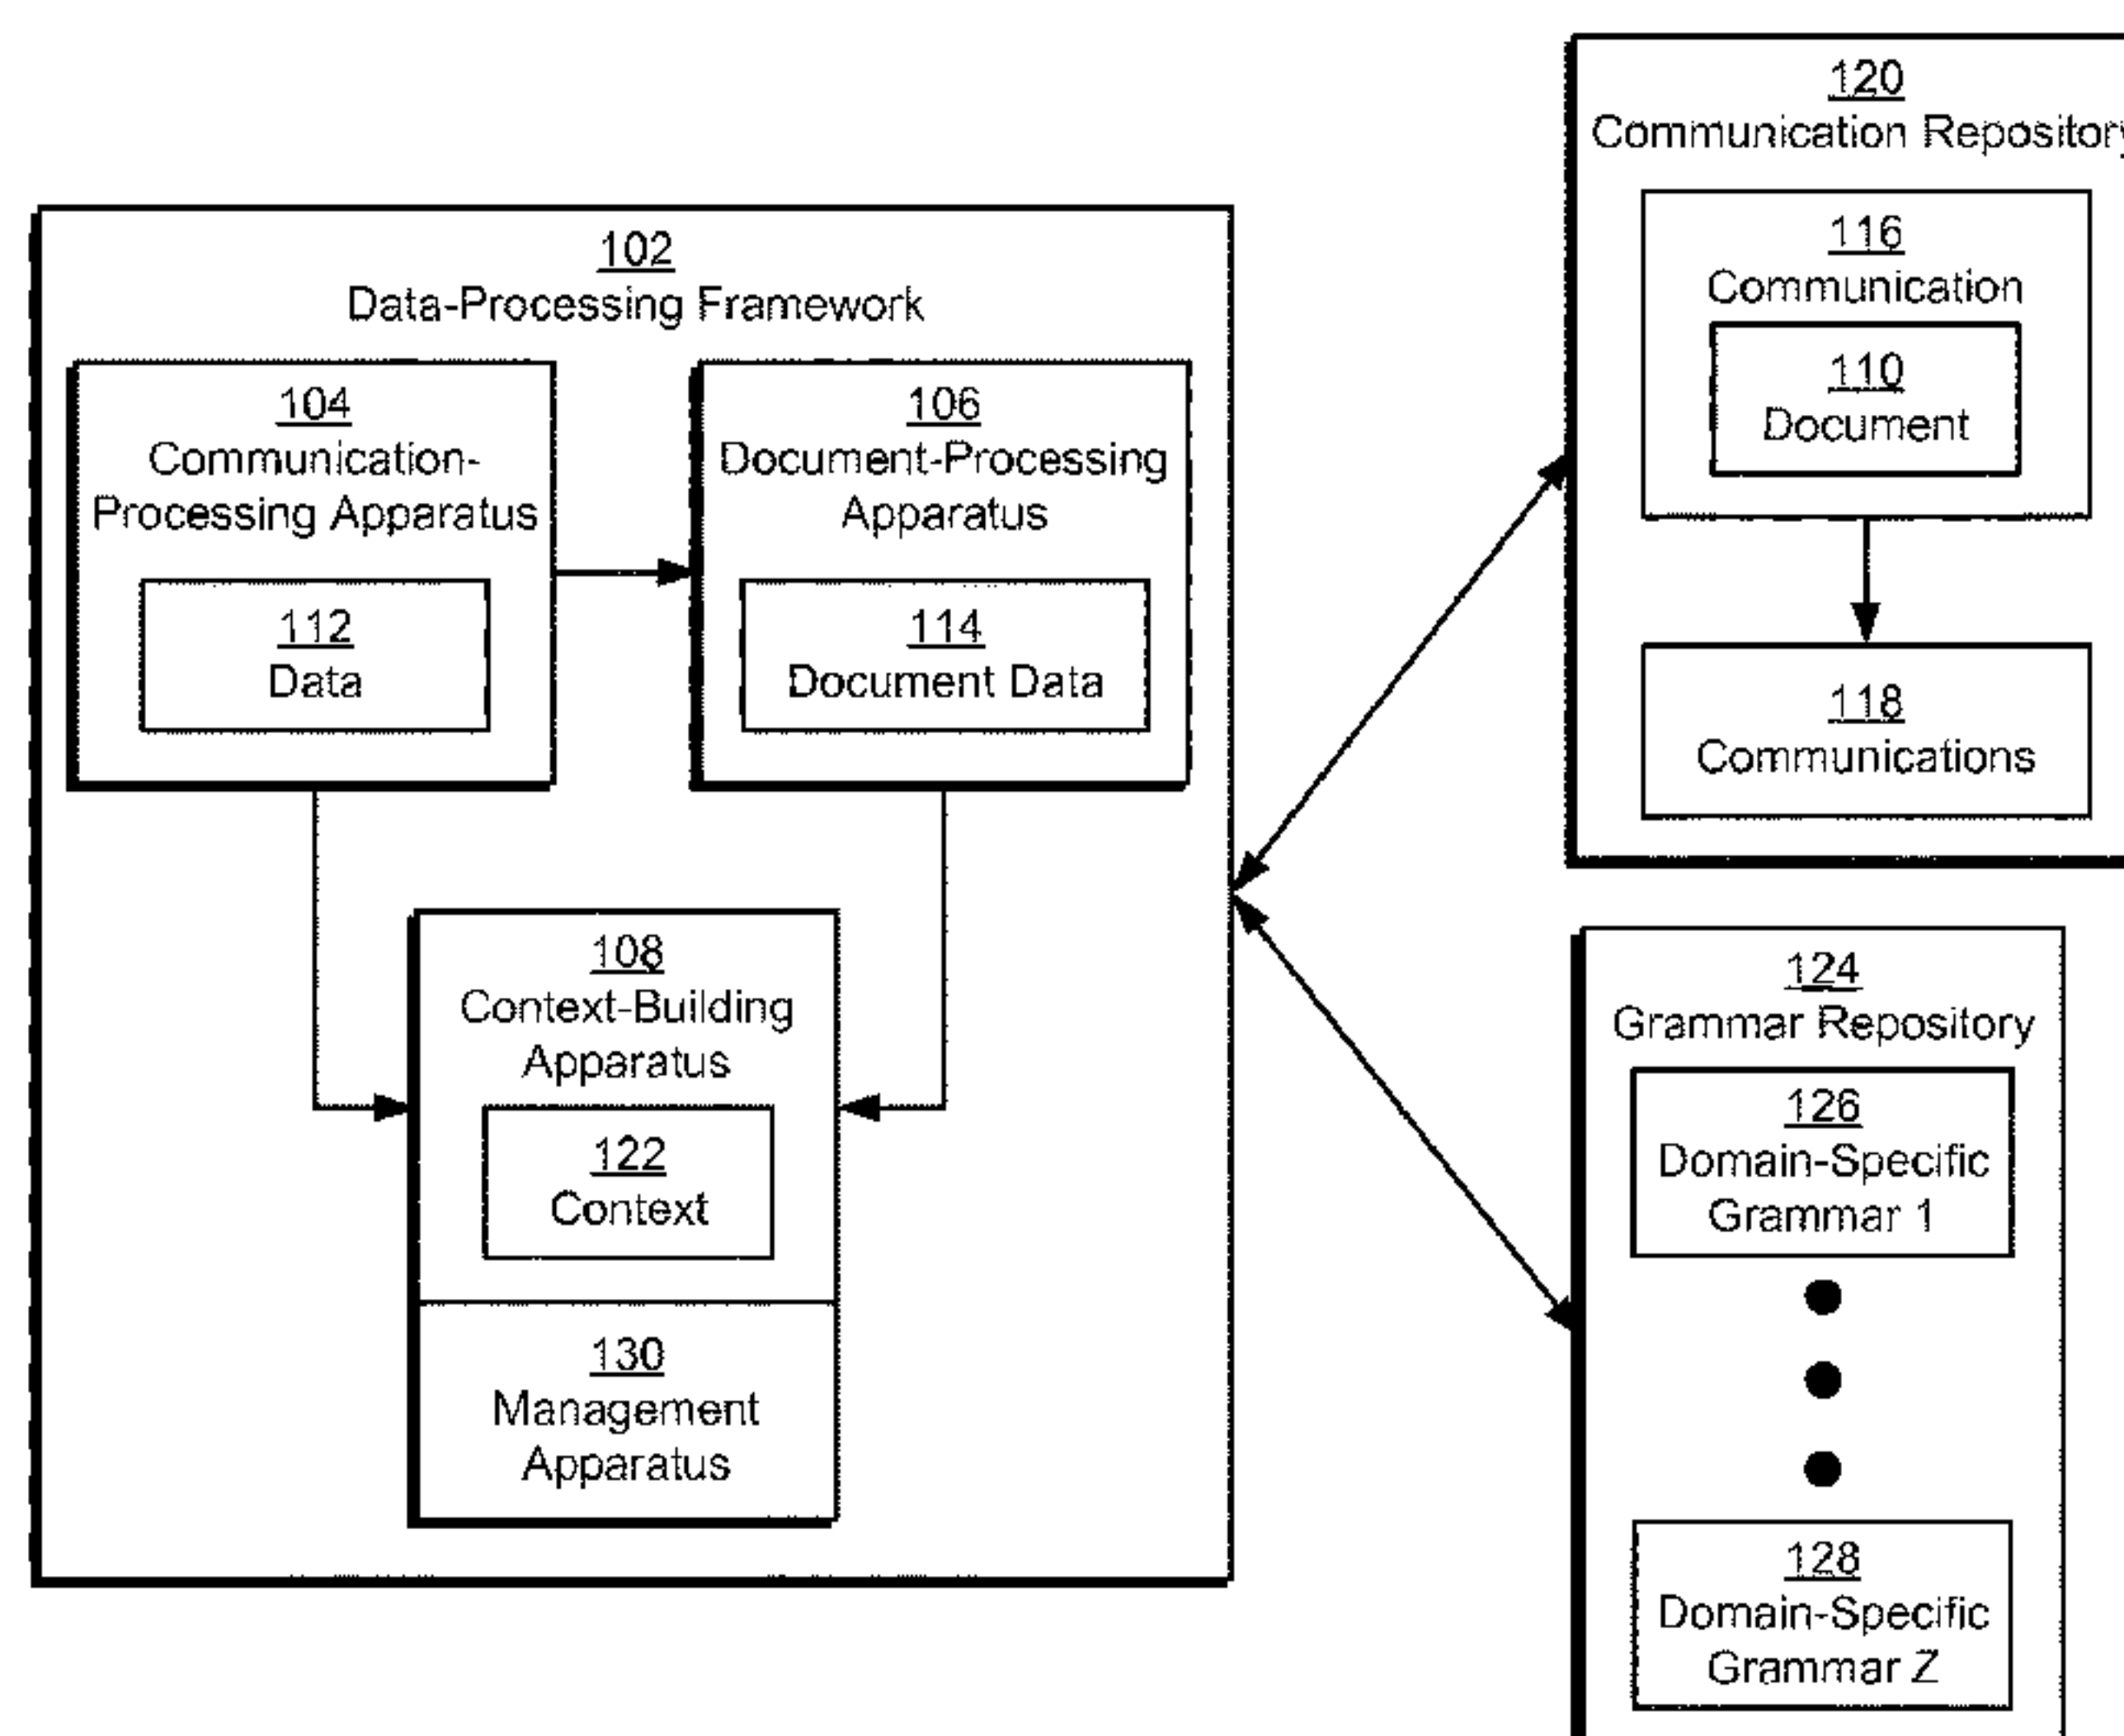 102
Data-Processing Framework
104
Communication-
Processing Apparatus
112
Data
106
Document-Processing
Apparatus
114
Document Data
108
Context-Building
Apparatus
122
Context
130
Management
Apparatus
120
Communication Repository
116
Communication
110
Document
118
Communications
124
Grammar Repository
126
Domain-Specific
Grammar 1
128
Domain-Specific
Grammar Z